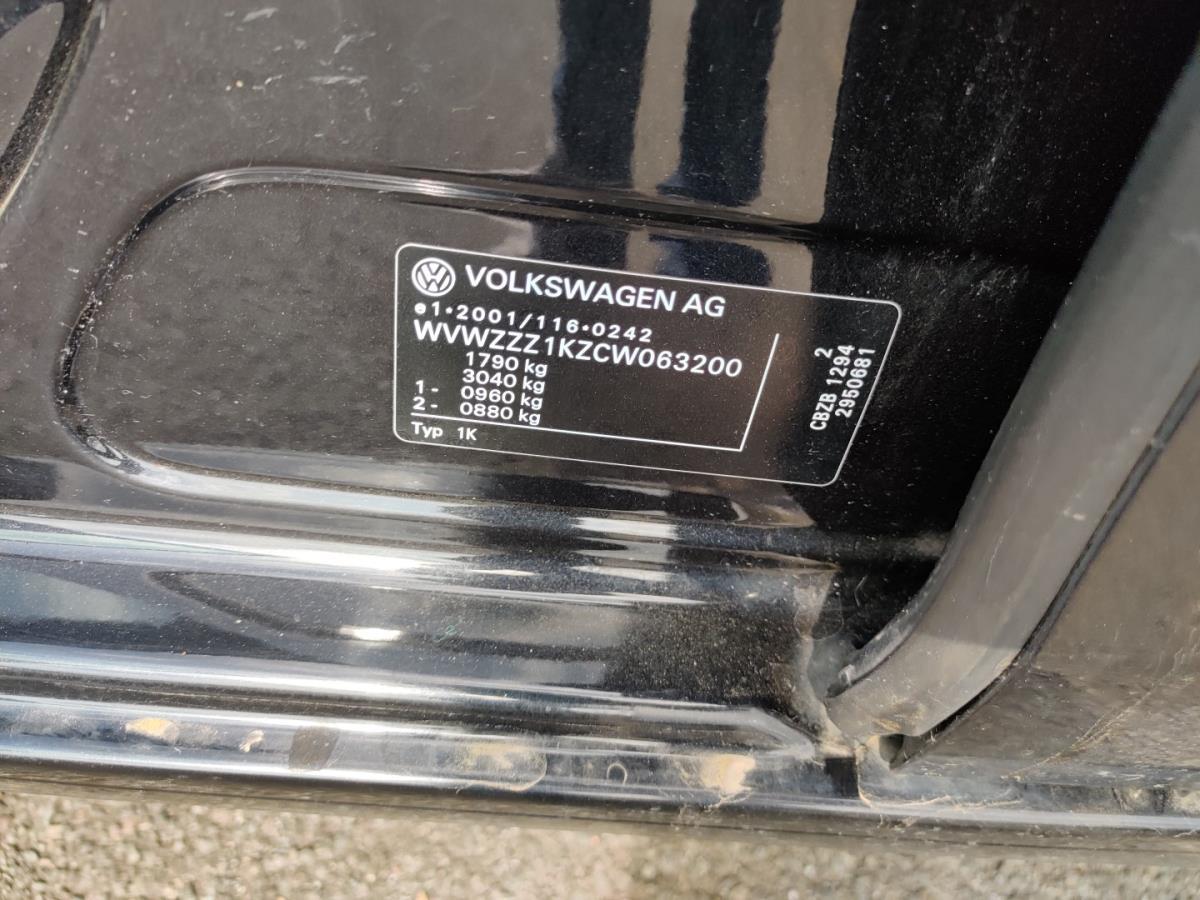 VOLKSWAGEN AG
e1*2001/116*0242
WVWZZZ1KZCW063200
1790 kg
3040 kg
1- 0960 kg
2- 0880 kg
Typ 1K
2
CBZB 1294
2950681